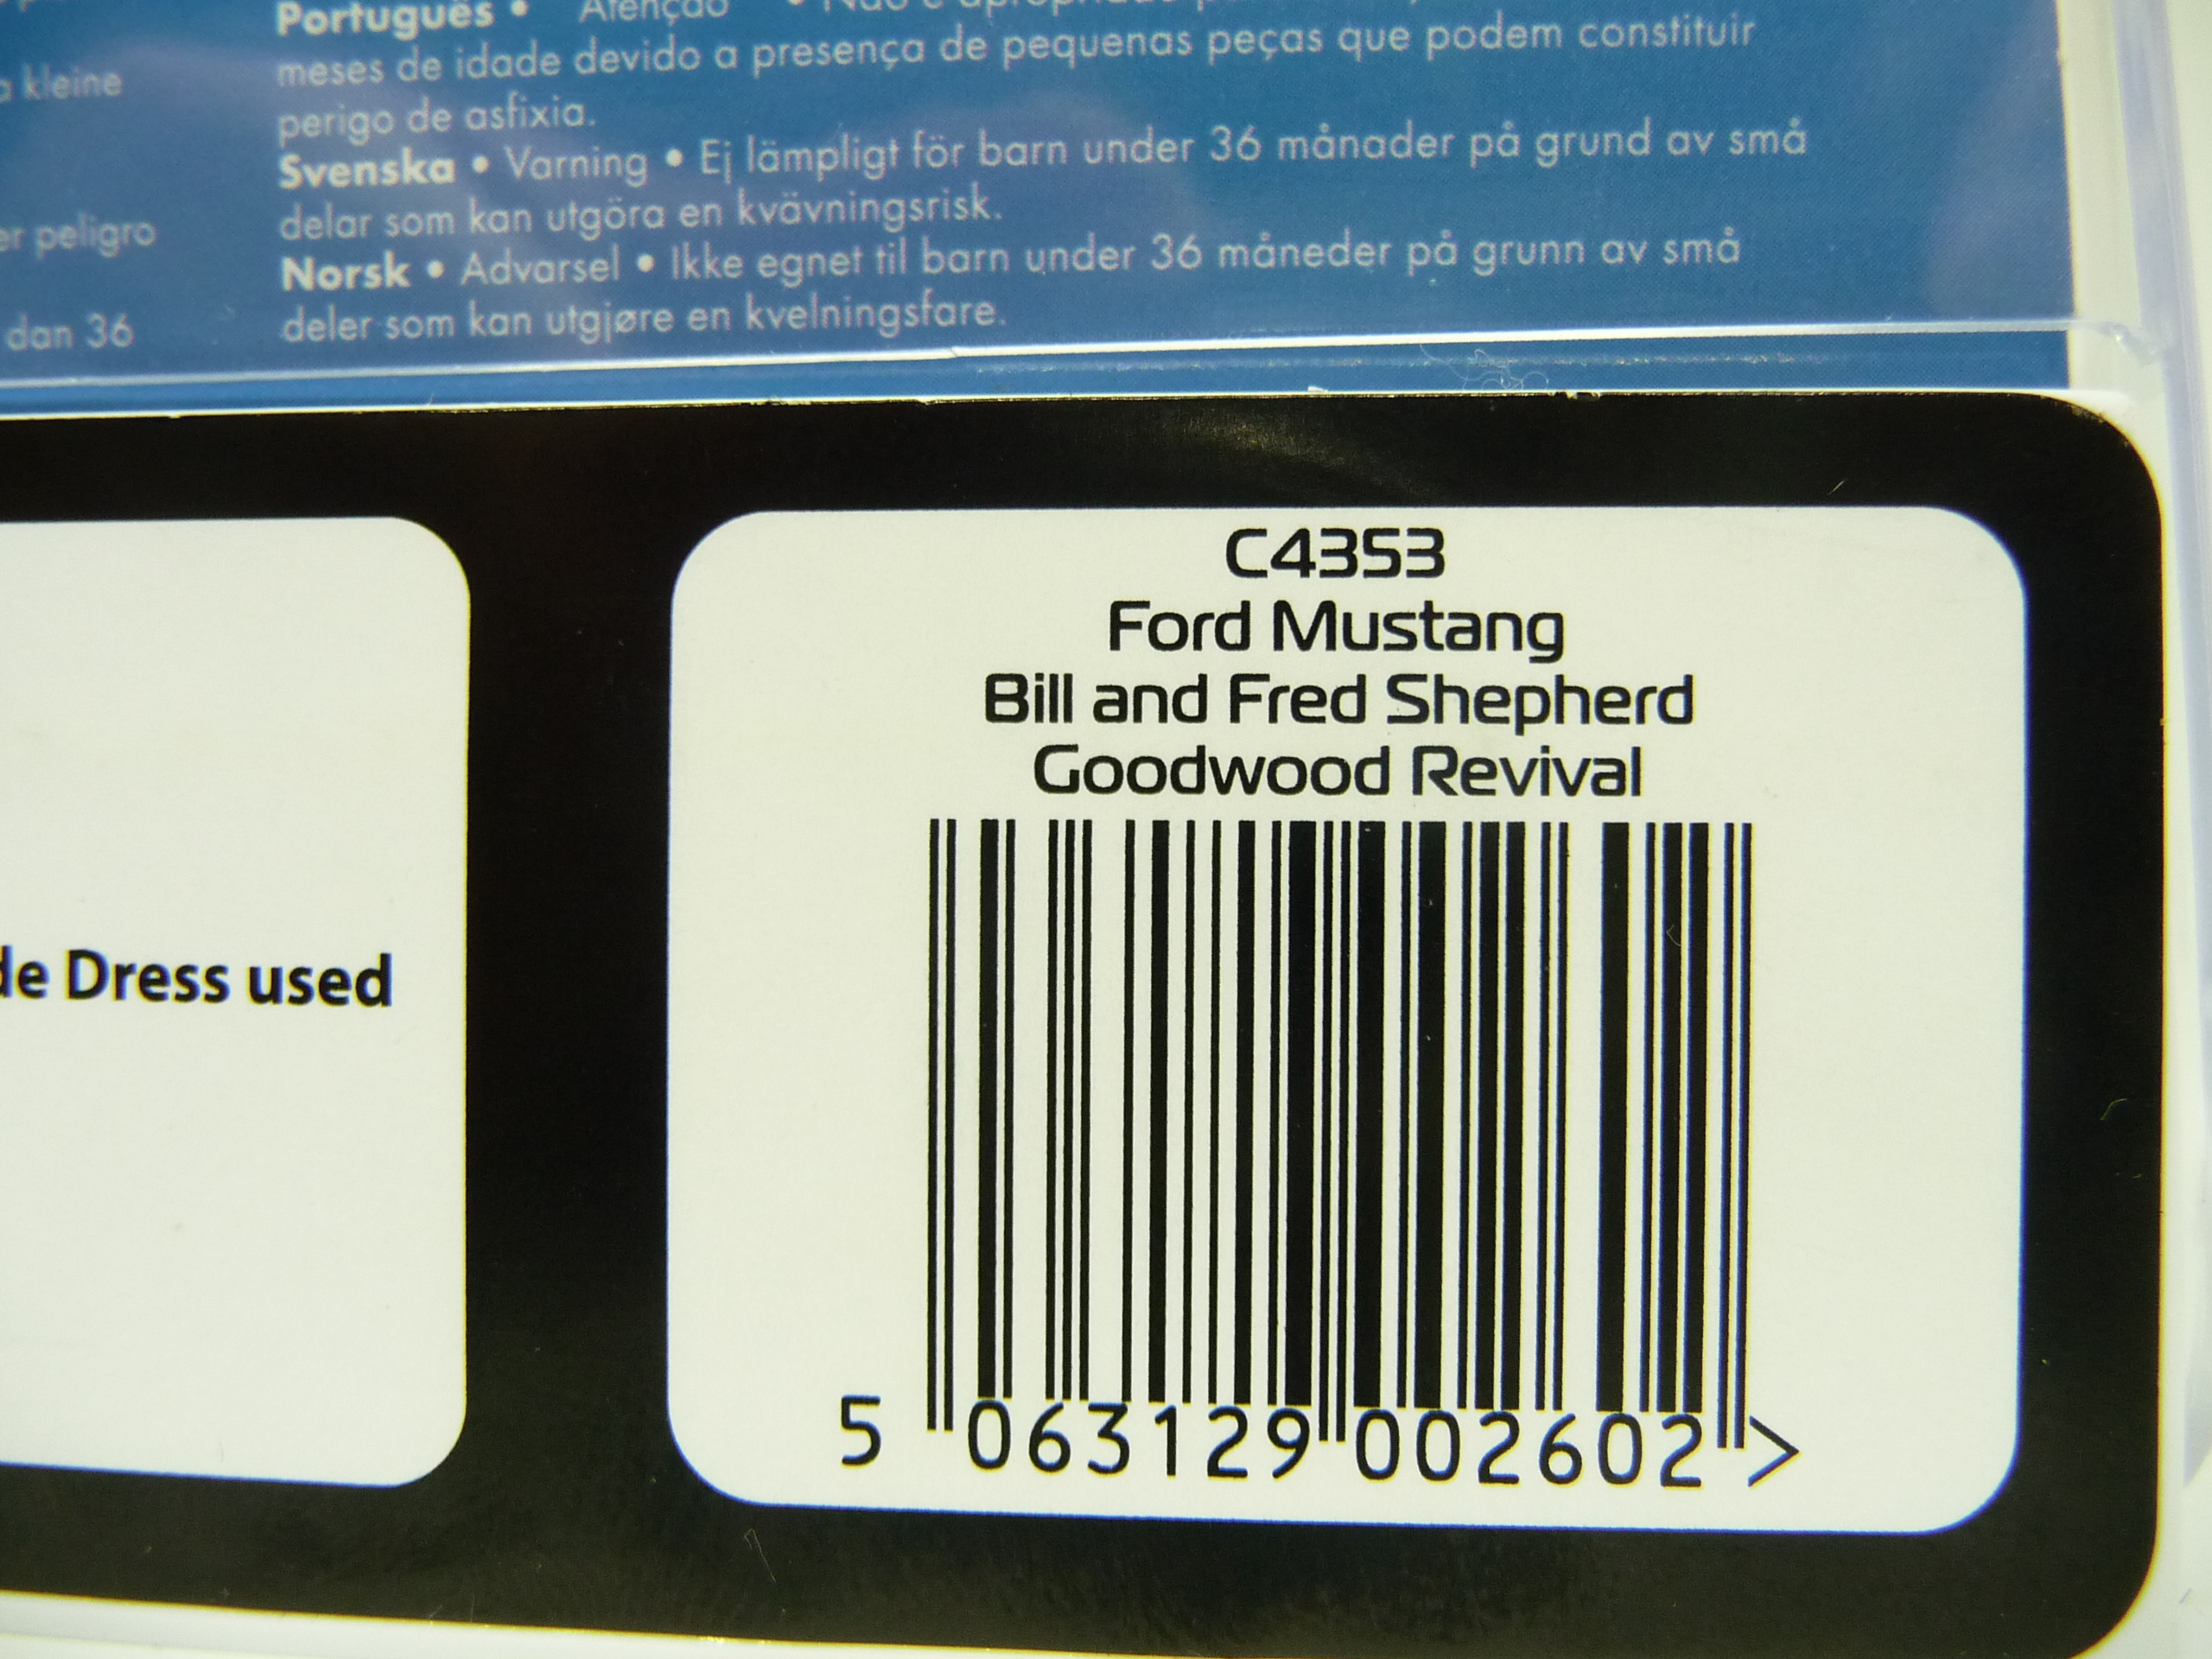 kleine
er peligro
dan 36
Português • Atenção •
meses de idade devido a presença de pequenas peças que podem constituir
perigo de asfixia.
Svenska • Varning • Ej lämpligt för barn under 36 månader på grund av små
delar som kan utgöra en kvävningsrisk.
Norsk • Advarsel • Ikke egnet til barn under 36 måneder på grunn av små
deler som kan utgjøre en kvelningsfare.
de Dress used
C4353
Ford Mustang
Bill and Fred Shepherd
Goodwood Revival
5 063129 002602 >